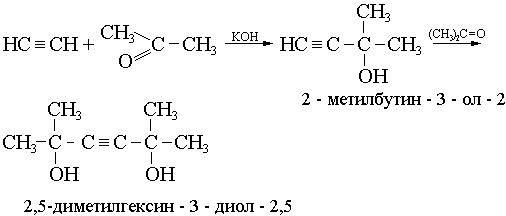 CH₃
CH₃
HC≡CH + C–CH₃ KOH HC≡C–C–CH₃ (CH₃)₂C=O
O
OH
2 - метилбутин - 3 - ол - 2
CH₃ CH₃
CH₃–C–C≡C–C–CH₃
OH OH
2,5-диметилгексин - 3 - диол - 2,5